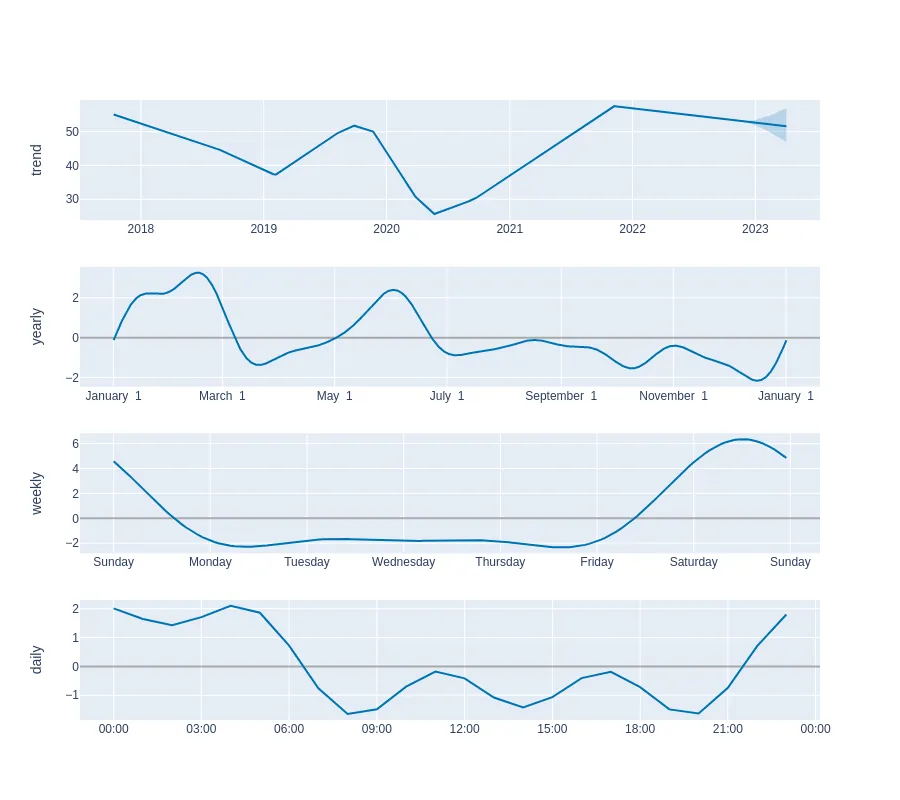 trend
50
40
30
2018 2019 2020 2021 2022 2023
yearly
2
0
−2
January 1 March 1 May 1 July 1 September 1 November 1 January 1
weekly
6
4
2
0
−2
Sunday Monday Tuesday Wednesday Thursday Friday Saturday Sunday
daily
2
1
0
−1
00:00 03:00 06:00 09:00 12:00 15:00 18:00 21:00 00:00